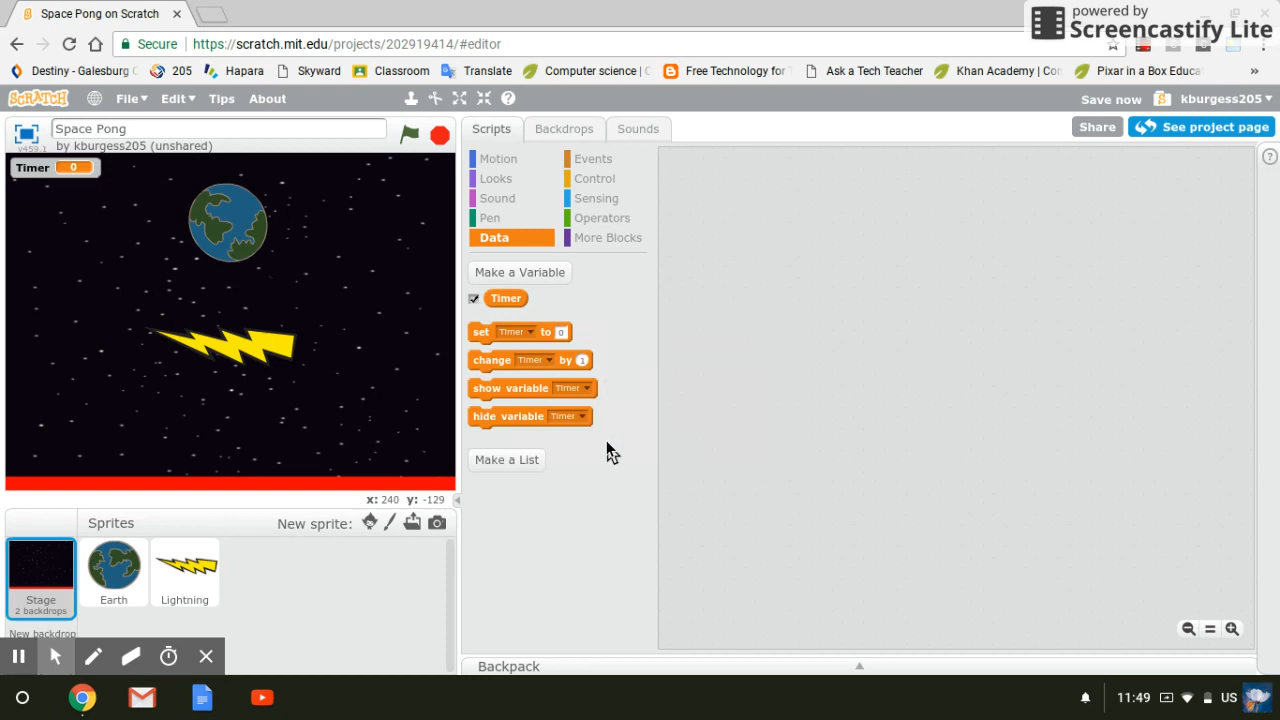 Space Pong on Scratch
powered by
Screencastify Lite
Secure https://scratch.mit.edu/projects/202919414/#editor
Destiny - Galesburg 205 Hapara Skyward Classroom Translate Computer science | Free Technology for Ask a Tech Teacher Khan Academy | Pixar in a Box »
SCRATCH File Edit Tips About Save now kburgess205
Space Pong
v459.1 by kburgess205 (unshared)
Scripts Backdrops Sounds Share See project page
Timer 0
Motion Events
Looks Control
Sound Sensing
Pen Operators
Data More Blocks
Make a Variable
Timer
set Timer to 0
change Timer by 1
show variable Timer
hide variable Timer
Make a List
x: 240 y: -129
Sprites New sprite:
Stage Earth Lightning
2 backdrops
New backdrop
Backpack
11:49 US